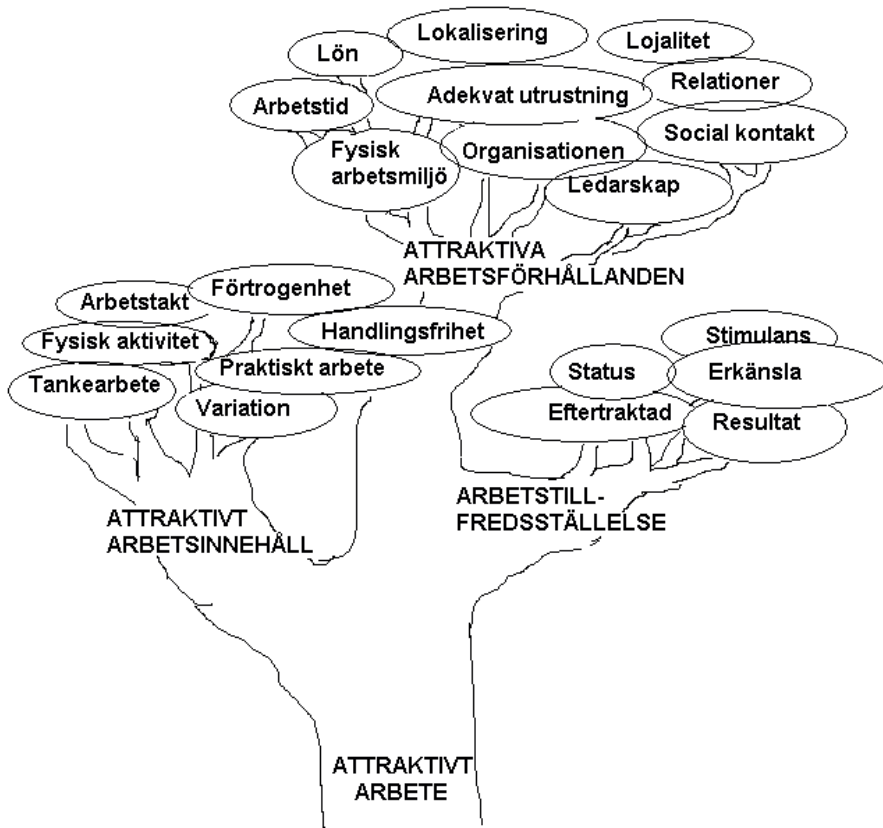 Lokalisering
Lojalitet
Lön
Relationer
Adekvat utrustning
Arbetstid
Social kontakt
Fysisk
arbetsmiljö
Organisationen
Ledarskap
ATTRAKTIVA
ARBETSFÖRHÅLLANDEN
Förtrogenhet
Arbetstakt
Handlingsfrihet
Fysisk aktivitet
Praktiskt arbete
Tankearbete
Variation
Stimulans
Status
Erkänsla
Eftertraktad
Resultat
ATTRAKTIVT
ARBETSINNEHÅLL
ARBETSTILL-
FREDSSTÄLLELSE
ATTRAKTIVT
ARBETE